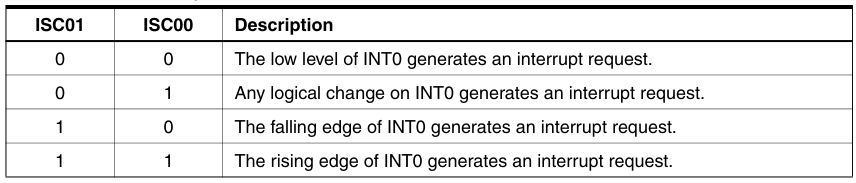 ISC01 ISC00 Description
0 0 The low level of INT0 generates an interrupt request.
0 1 Any logical change on INT0 generates an interrupt request.
1 0 The falling edge of INT0 generates an interrupt request.
1 1 The rising edge of INT0 generates an interrupt request.